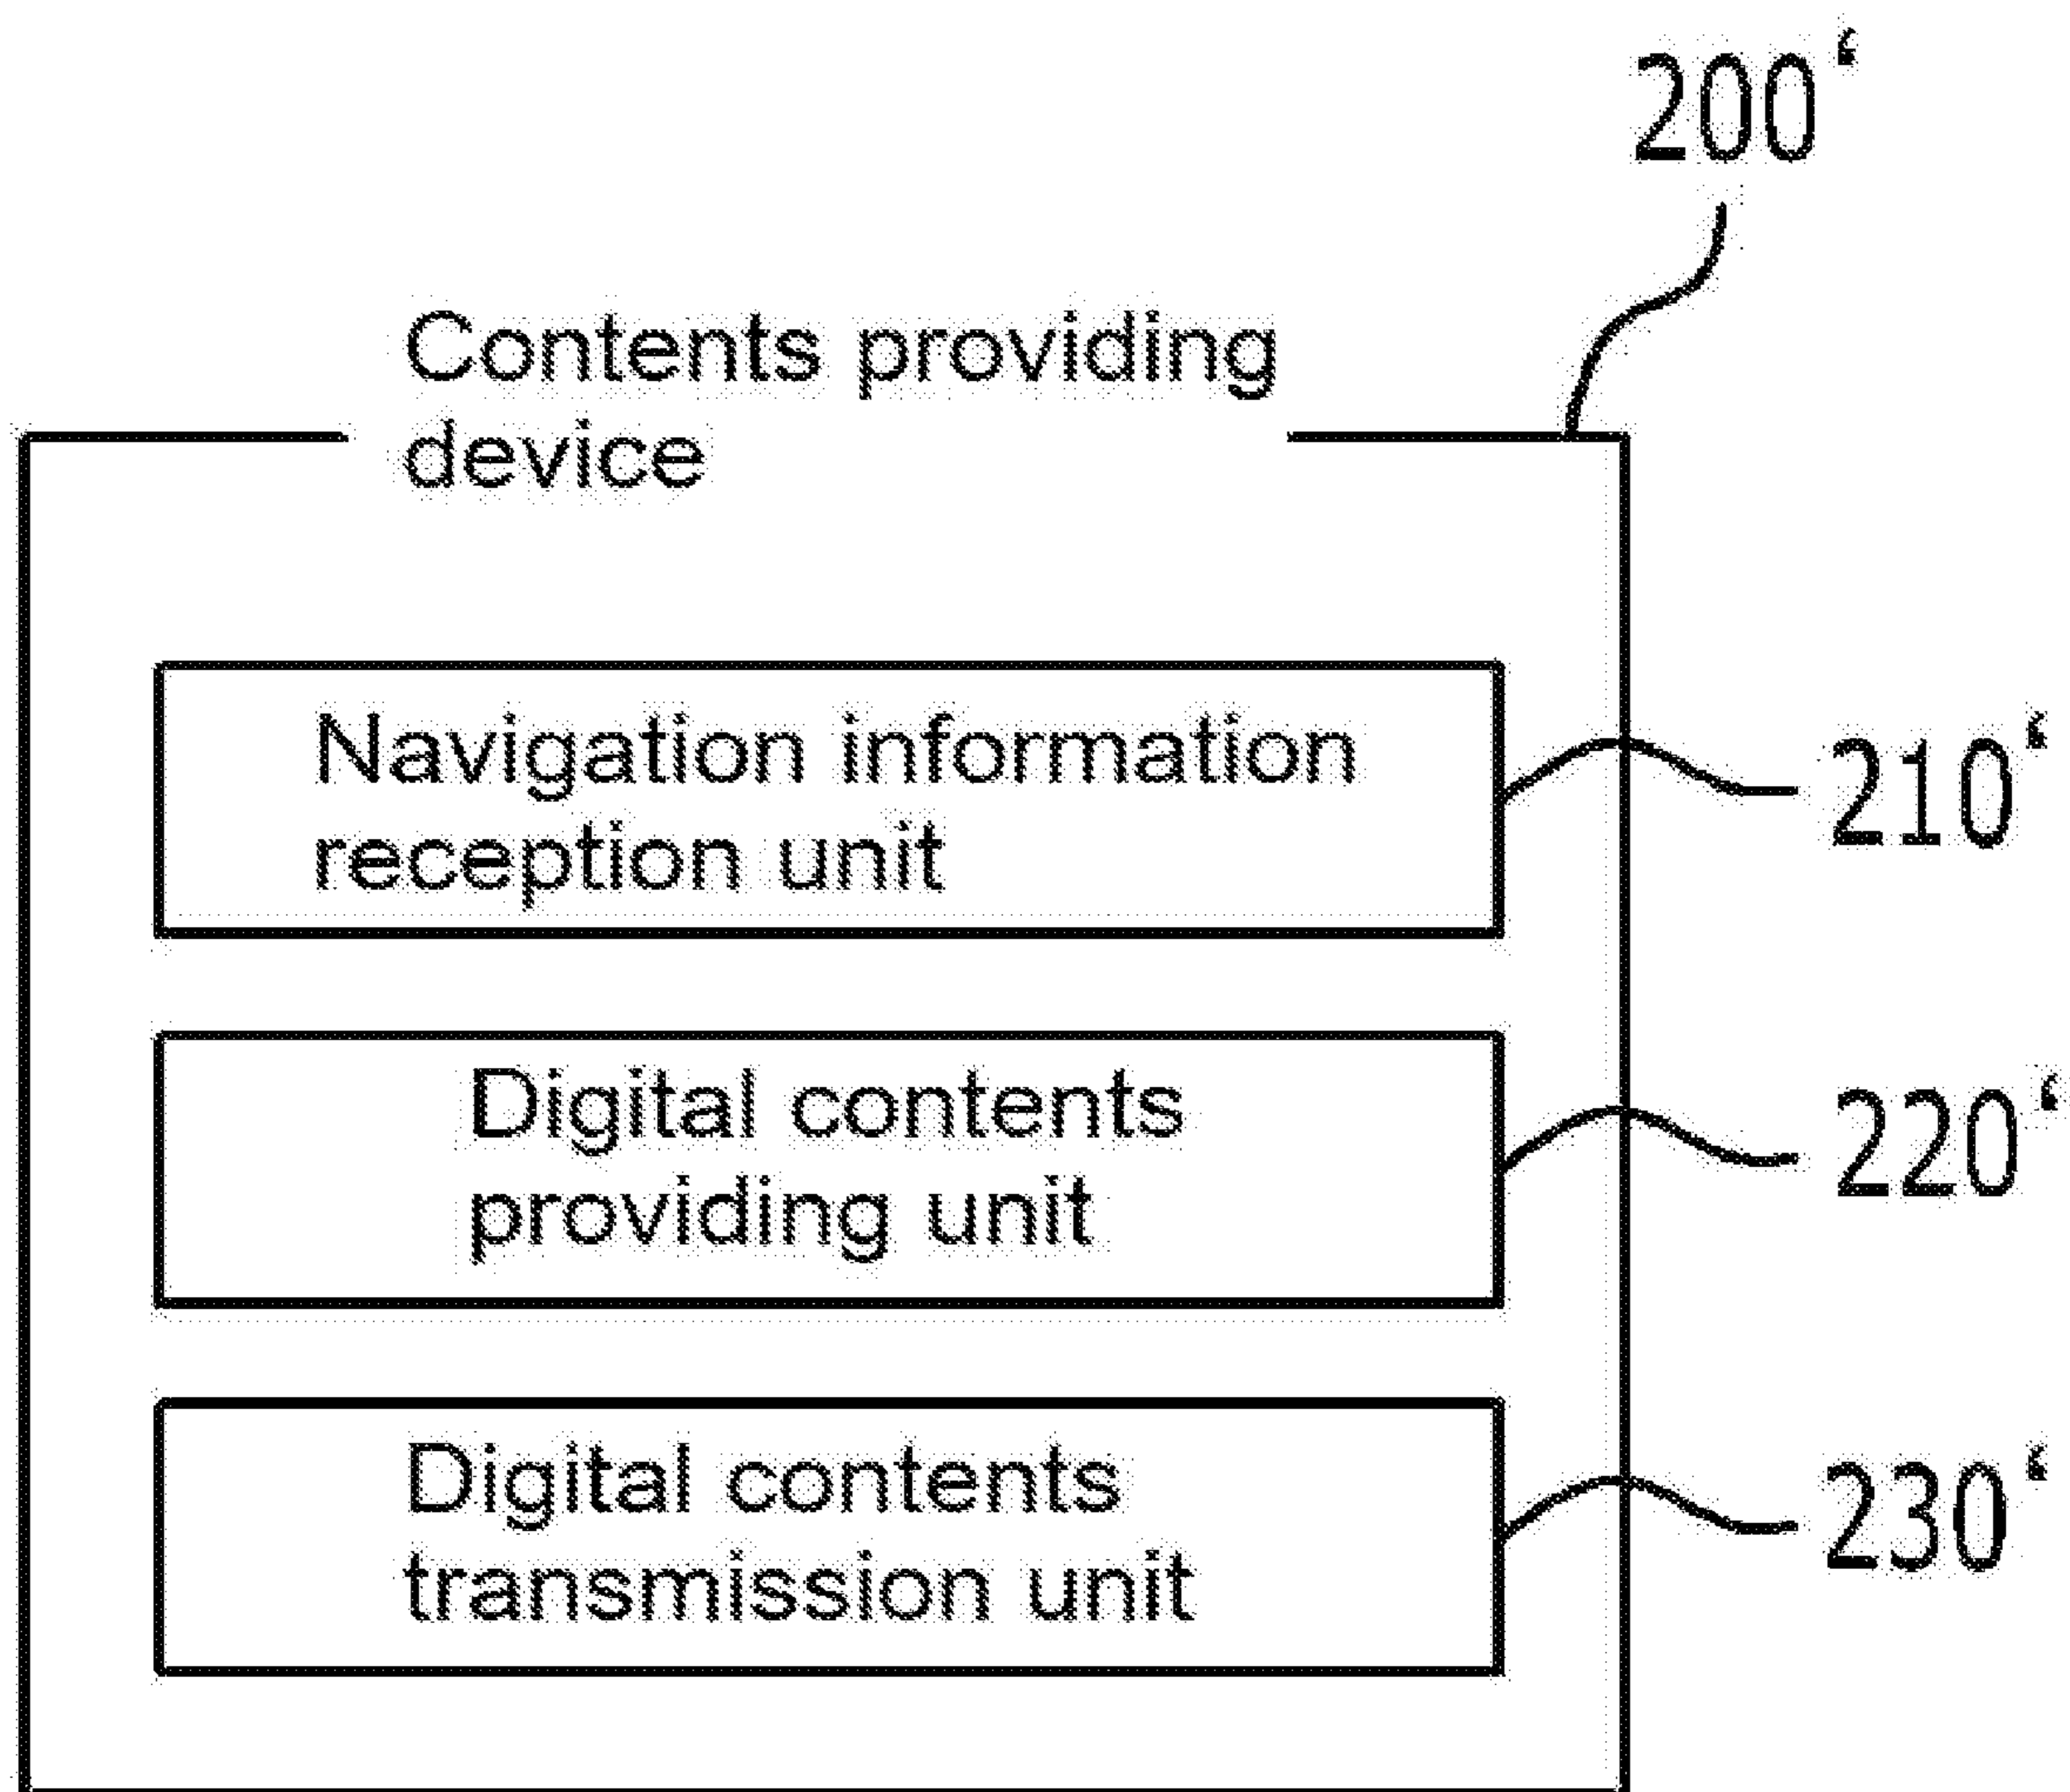 200‘
Contents providing
device
Navigation information
reception unit
210‘
Digital contents
providing unit
220‘
Digital contents
transmission unit
230‘